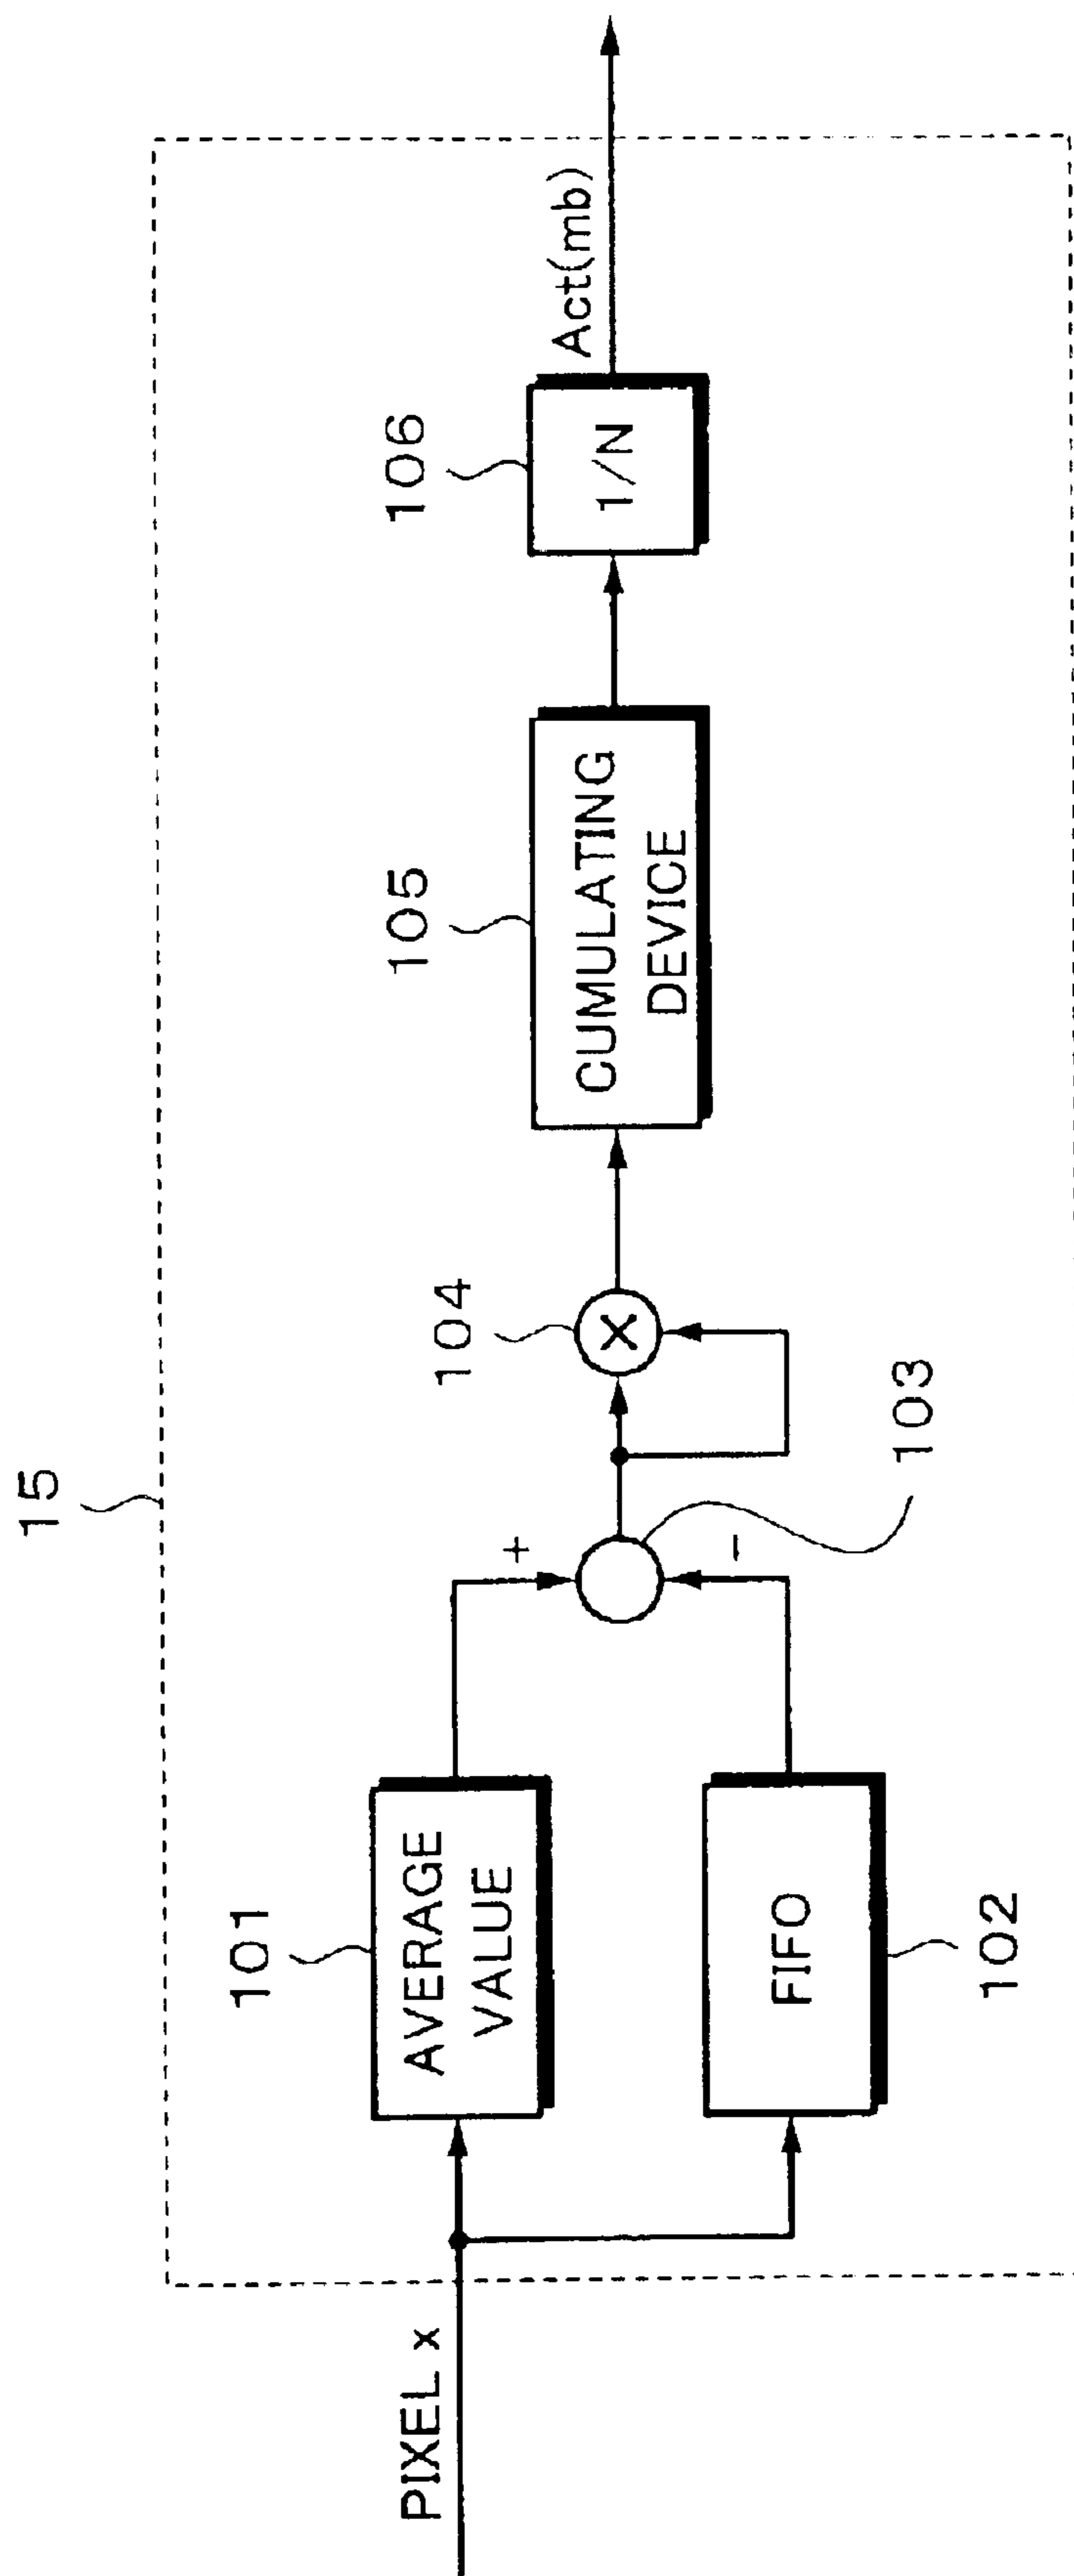 15
PIXEL x
101
AVERAGE
VALUE
FIFO
102
+
-
103
104
×
105
CUMULATING
DEVICE
106
1/N
Act(mb)